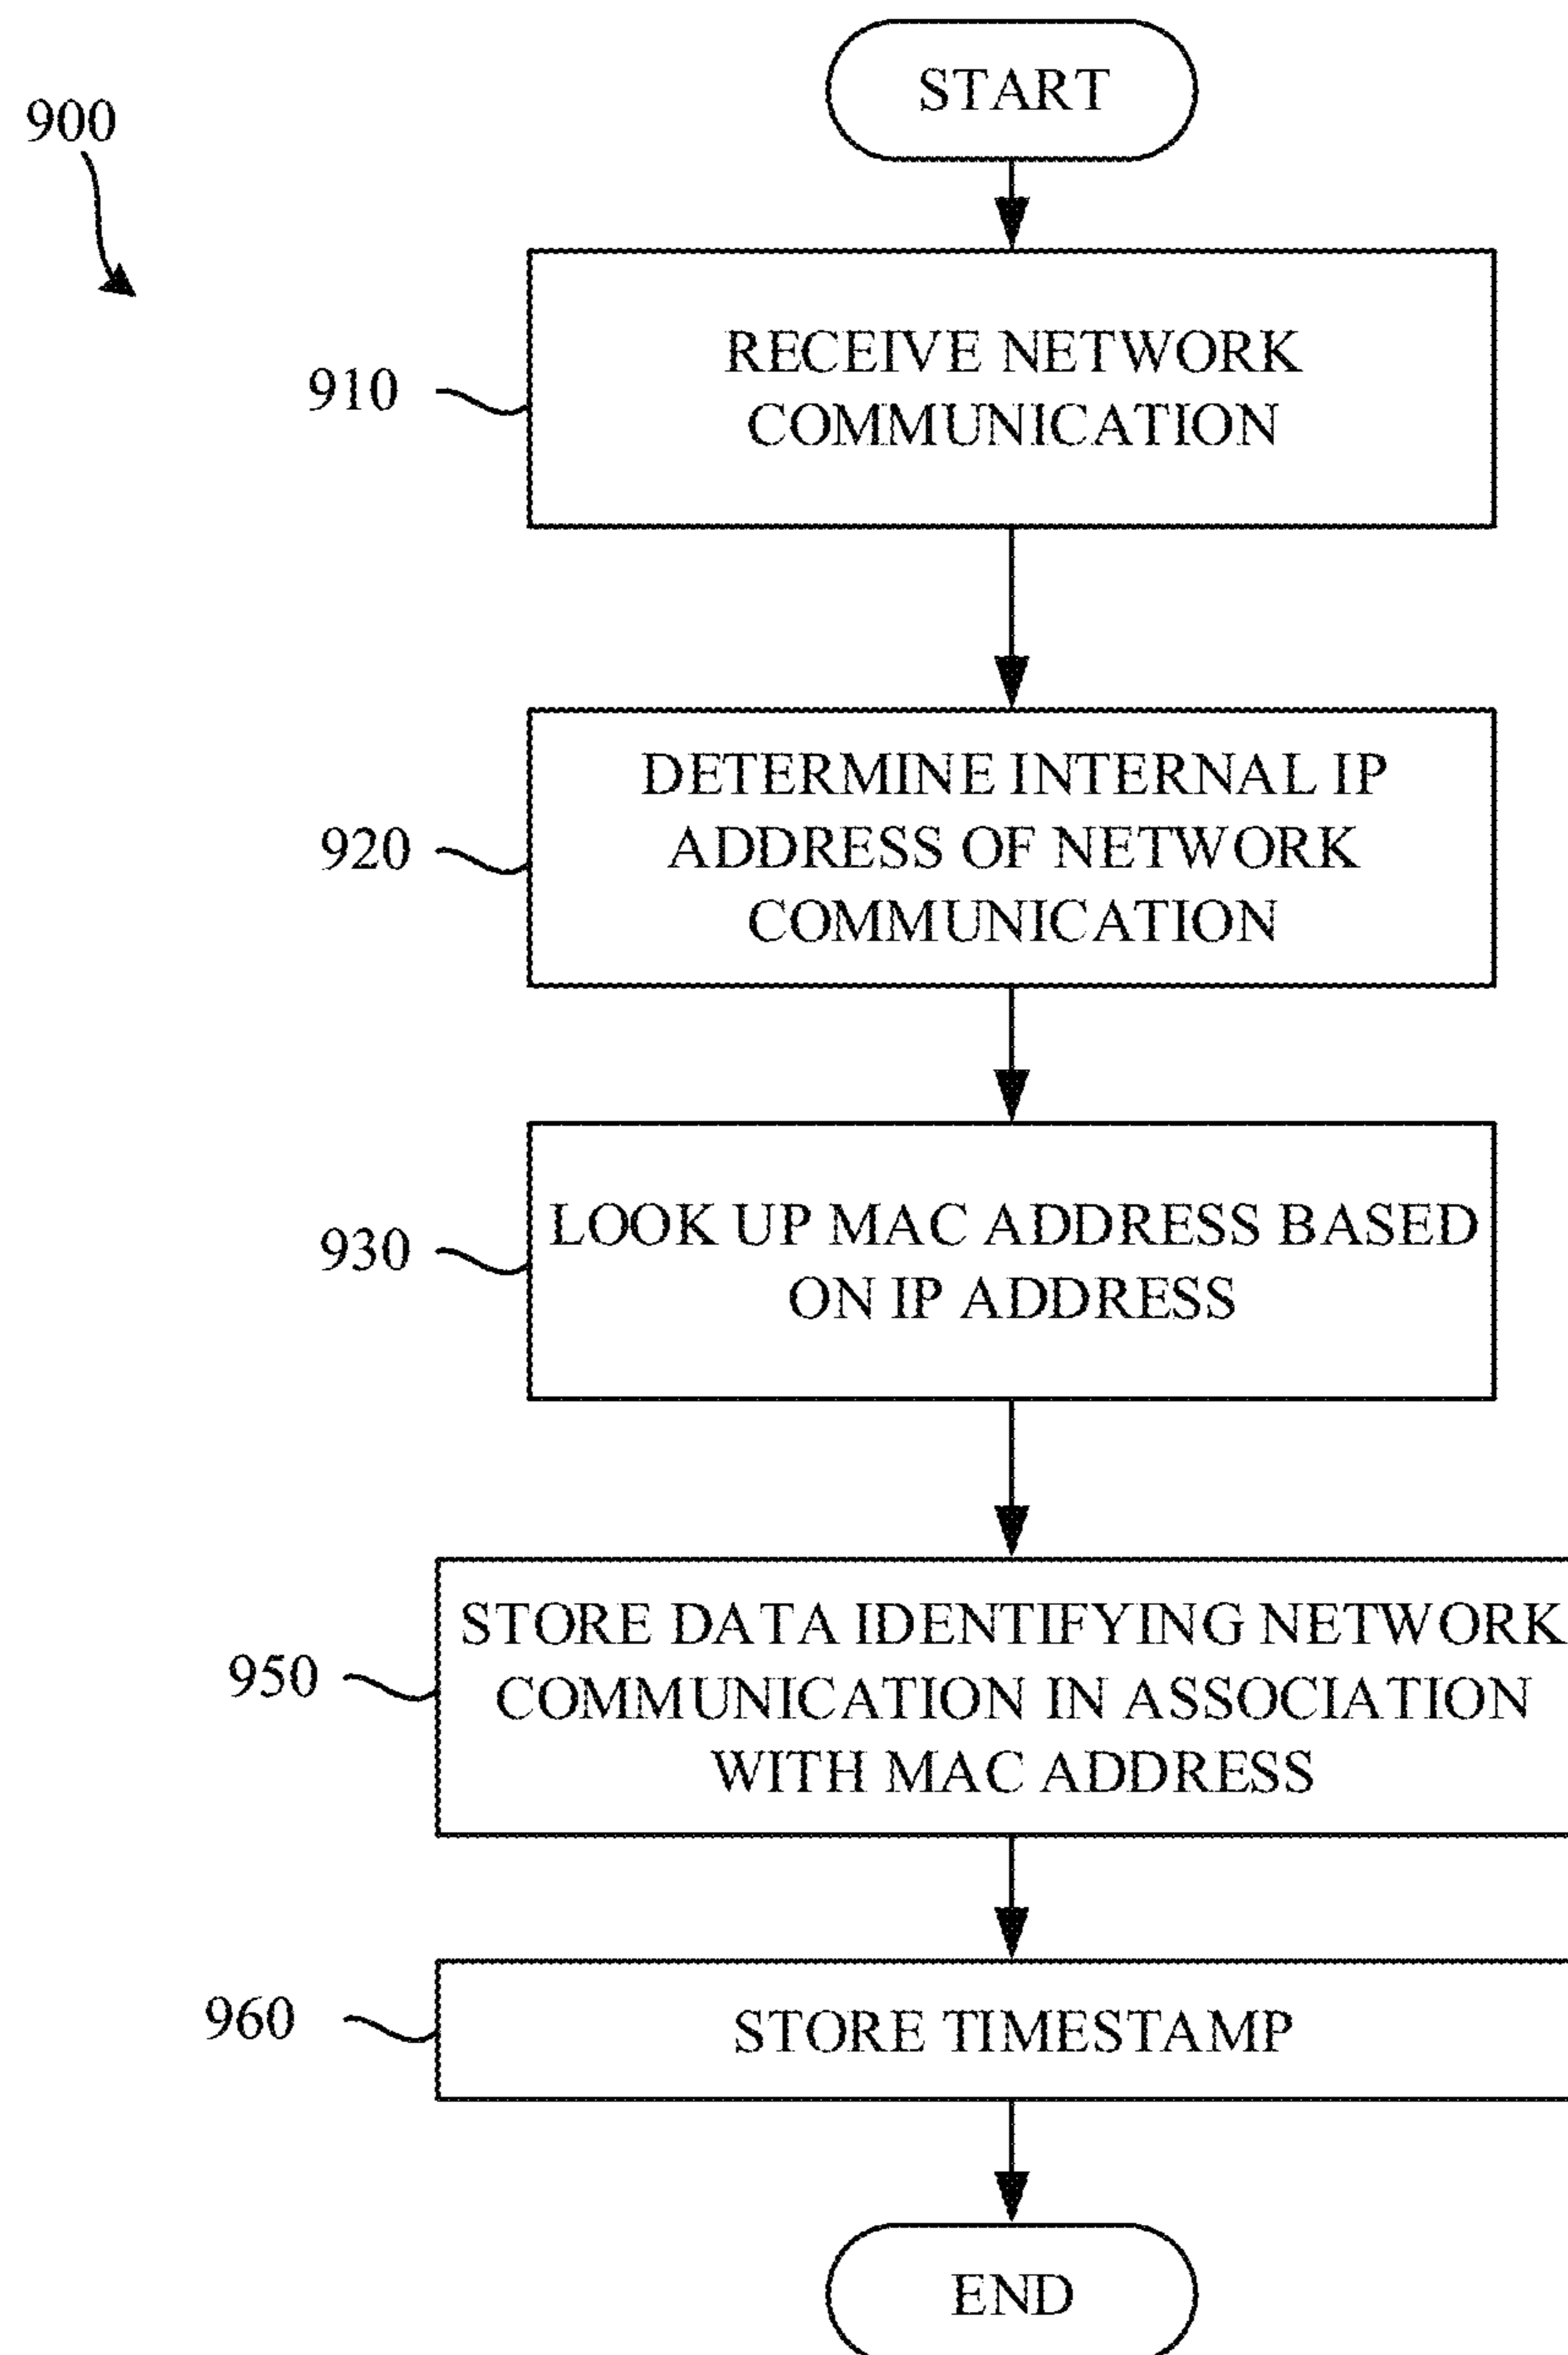 START
900
RECEIVE NETWORK
COMMUNICATION
910
DETERMINE INTERNAL IP
ADDRESS OF NETWORK
COMMUNICATION
920
LOOK UP MAC ADDRESS BASED
ON IP ADDRESS
930
STORE DATA IDENTIFYING NETWORK
COMMUNICATION IN ASSOCIATION
WITH MAC ADDRESS
950
STORE TIMESTAMP
960
END